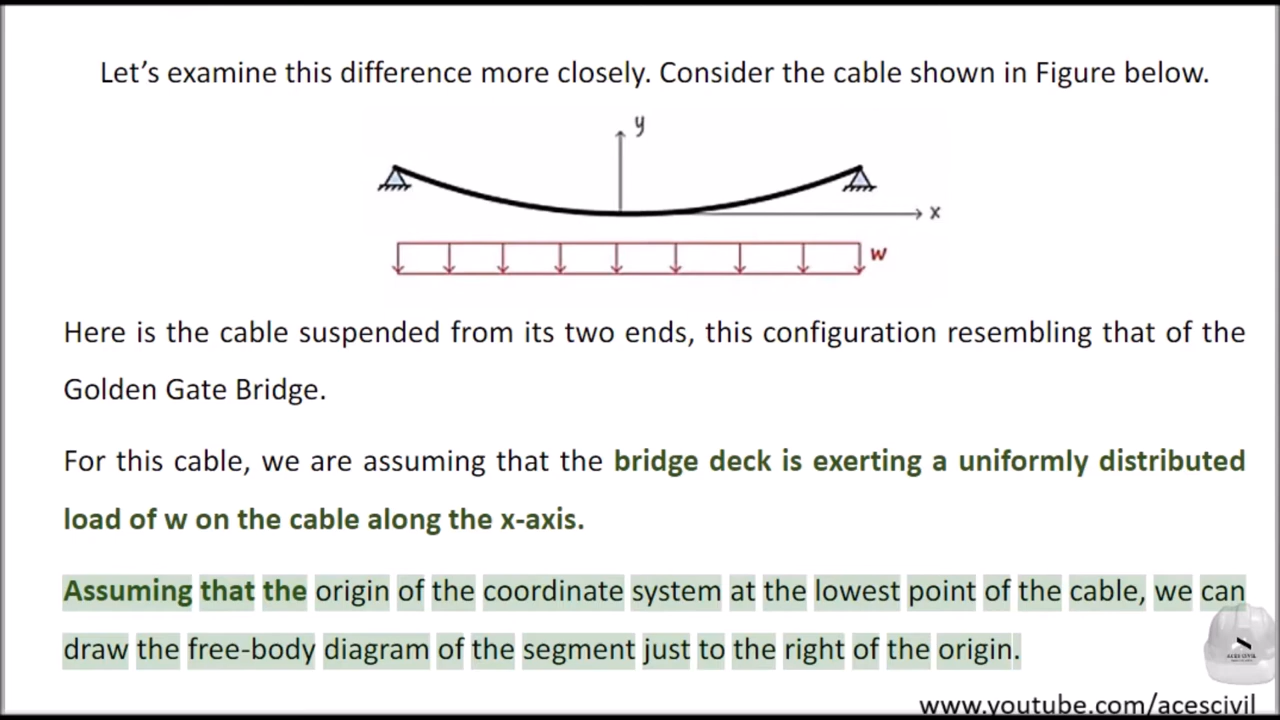 Let's examine this difference more closely. Consider the cable shown in Figure below.
y
x
w
Here is the cable suspended from its two ends, this configuration resembling that of the
Golden Gate Bridge.
For this cable, we are assuming that the bridge deck is exerting a uniformly distributed
load of w on the cable along the x-axis.
Assuming that the origin of the coordinate system at the lowest point of the cable, we can
draw the free-body diagram of the segment just to the right of the origin.
ACES CIVIL
www.youtube.com/acescivil